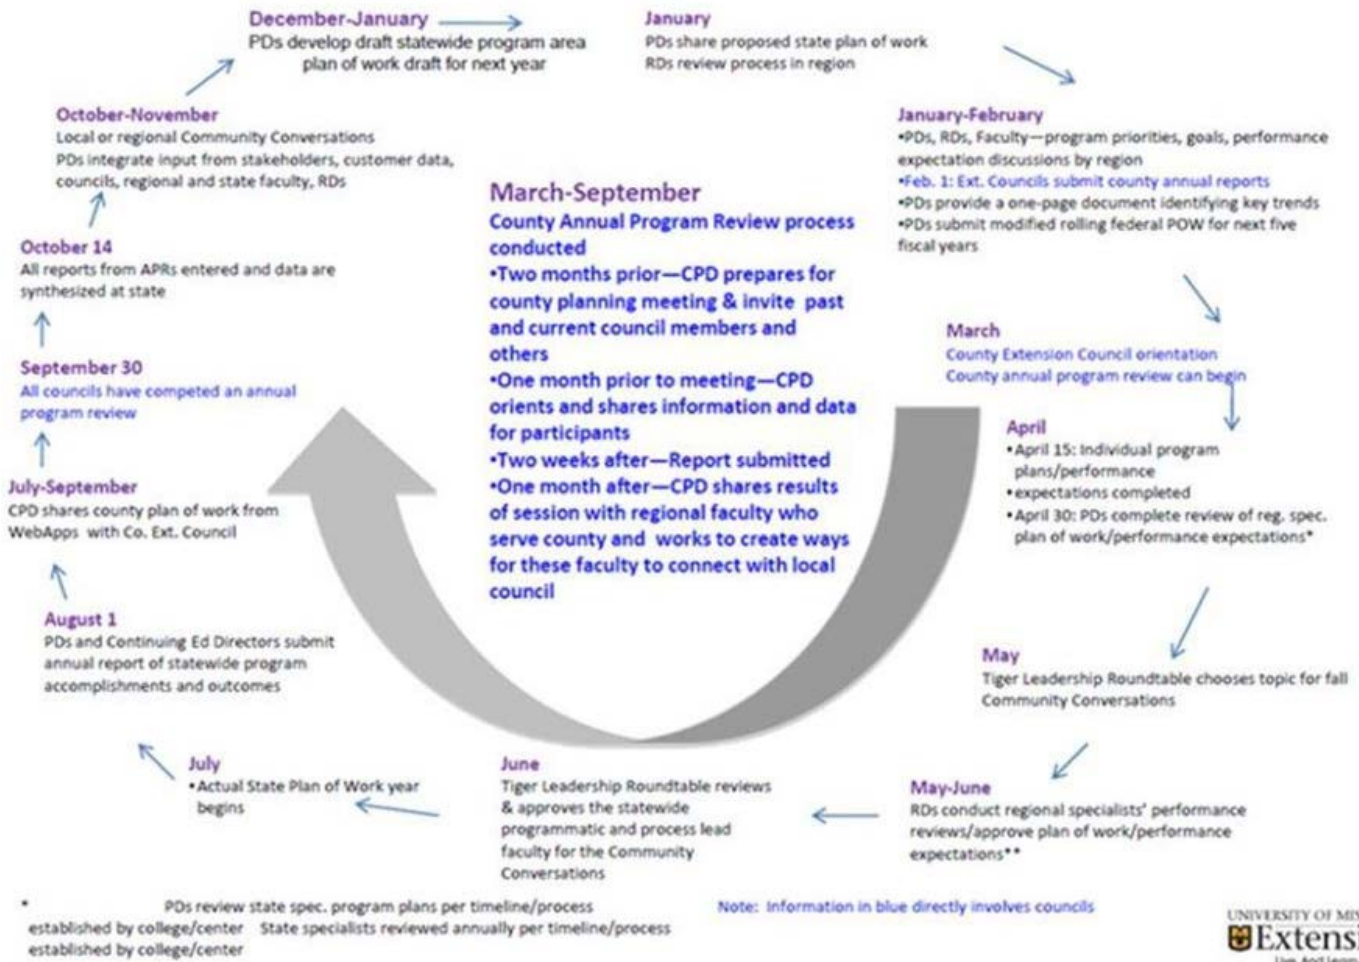 December-January
PDs develop draft statewide program area
plan of work draft for next year
January
PDs share proposed state plan of work
RDs review process in region
January-February
•PDs, RDs, Faculty—program priorities, goals, performance
expectation discussions by region
•Feb. 1: Ext. Councils submit county annual reports
•PDs provide a one-page document identifying key trends
•PDs submit modified rolling federal POW for next five
fiscal years
March
County Extension Council orientation
County annual program review can begin
April
•April 15: Individual program
plans/performance
•expectations completed
•April 30: PDs complete review of reg. spec.
plan of work/performance expectations*
May
Tiger Leadership Roundtable chooses topic for fall
Community Conversations
May-June
RDs conduct regional specialists' performance
reviews/approve plan of work/performance
expectations**
June
Tiger Leadership Roundtable reviews
& approves the statewide
programmatic and process lead
faculty for the Community
Conversations
July
•Actual State Plan of Work year
begins
August 1
PDs and Continuing Ed Directors submit
annual report of statewide program
accomplishments and outcomes
July-September
CPD shares county plan of work from
WebApps with Co. Ext. Council
September 30
All councils have competed an annual
program review
October 14
All reports from APRs entered and data are
synthesized at state
October-November
Local or regional Community Conversations
PDs integrate input from stakeholders, customer data,
councils, regional and state faculty, RDs
March-September
County Annual Program Review process
conducted
•Two months prior—CPD prepares for
county planning meeting & invite past
and current council members and
others
•One month prior to meeting—CPD
orients and shares information and data
for participants
•Two weeks after—Report submitted
•One month after—CPD shares results
of session with regional faculty who
serve county and works to create ways
for these faculty to connect with local
council
* PDs review state spec. program plans per timeline/process
established by college/center State specialists reviewed annually per timeline/process
established by college/center
Note: Information in blue directly involves councils
UNIVERSITY OF MIS
Extensi
Live. And learn